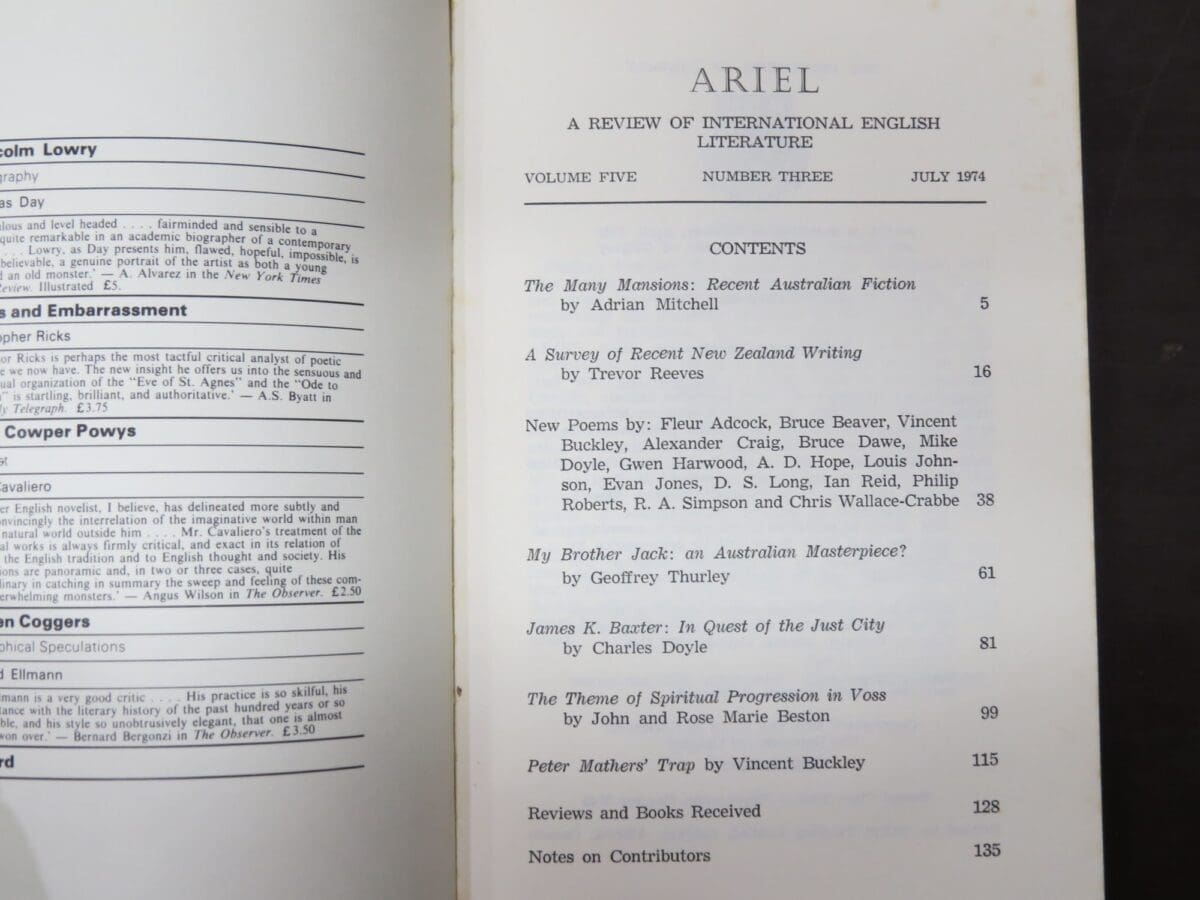 Lowry
as Day
and level headed . . . . fairminded and sensible to a
quite remarkable in an academic biographer of a contemporary
. . . Lowry, as Day presents him, flawed, hopeful, impossible, is
believable, a genuine portrait of the artist as both a young
an old monster.' — A. Alvarez in the New York Times
Illustrated £5.
and Embarrassment
Ricks
or Ricks is perhaps the most tactful critical analyst of poetic
we now have. The new insight he offers us into the sensuous and
organization of the "Eve of St. Agnes" and the "Ode to
is startling, brilliant, and authoritative.' — A.S. Byatt in
Telegraph. £3.75
Cowper Powys
Cavaliero
English novelist, I believe, has delineated more subtly and
the interrelation of the imaginative world within man
natural world outside him . . . . Mr. Cavaliero's treatment of the
works is always firmly critical, and exact in its relation of
the English tradition and to English thought and society. His
are panoramic and, in two or three cases, quite
in catching in summary the sweep and feeling of these com-
monsters.' — Angus Wilson in The Observer. £2.50
Coggers
Speculations
Ellmann
is a very good critic . . . . His practice is so skilful, his
with the literary history of the past hundred years or so
and his style so unobtrusively elegant, that one is almost
won over.' — Bernard Bergonzi in The Observer. £3.50
ARIEL
A REVIEW OF INTERNATIONAL ENGLISH
LITERATURE
VOLUME FIVE NUMBER THREE JULY 1974
CONTENTS
The Many Mansions: Recent Australian Fiction
by Adrian Mitchell 5
A Survey of Recent New Zealand Writing
by Trevor Reeves 16
New Poems by: Fleur Adcock, Bruce Beaver, Vincent
Buckley, Alexander Craig, Bruce Dawe, Mike
Doyle, Gwen Harwood, A. D. Hope, Louis John-
son, Evan Jones, D. S. Long, Ian Reid, Philip
Roberts, R. A. Simpson and Chris Wallace-Crabbe 38
My Brother Jack: an Australian Masterpiece?
by Geoffrey Thurley 61
James K. Baxter: In Quest of the Just City
by Charles Doyle 81
The Theme of Spiritual Progression in Voss
by John and Rose Marie Beston 99
Peter Mathers' Trap by Vincent Buckley 115
Reviews and Books Received 128
Notes on Contributors 135